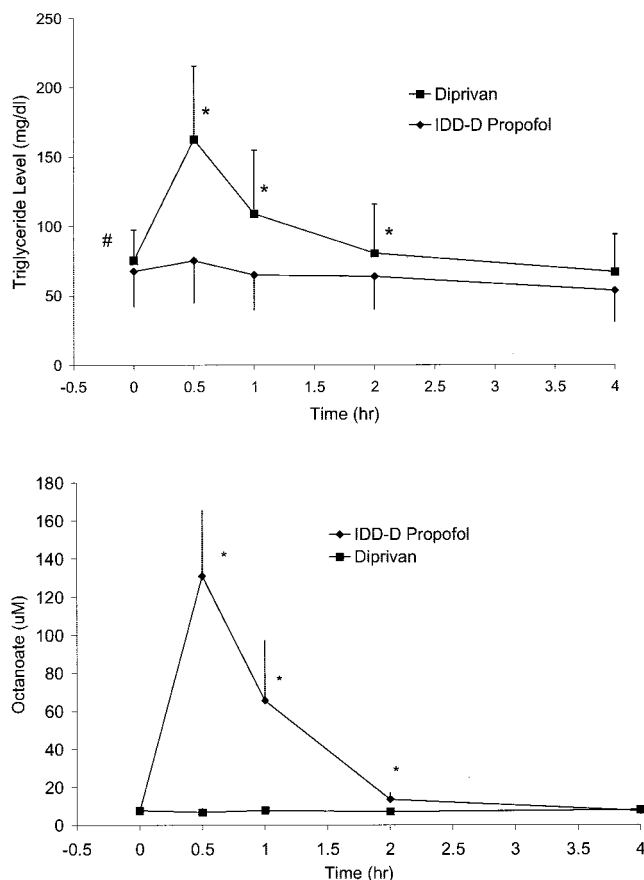 250
200
150
100
50
0
Triglyceride Level (mg/dl)
Diprivan
IDD-D Propofol
#
*
*
*
-0.5 0 0.5 1 1.5 2 2.5 3 3.5 4
Time (hr)
180
160
140
120
100
80
60
40
20
0
Octanoate (uM)
IDD-D Propofol
Diprivan
*
*
*
-0.5 0 0.5 1 1.5 2 2.5 3 3.5 4
Time (hr)